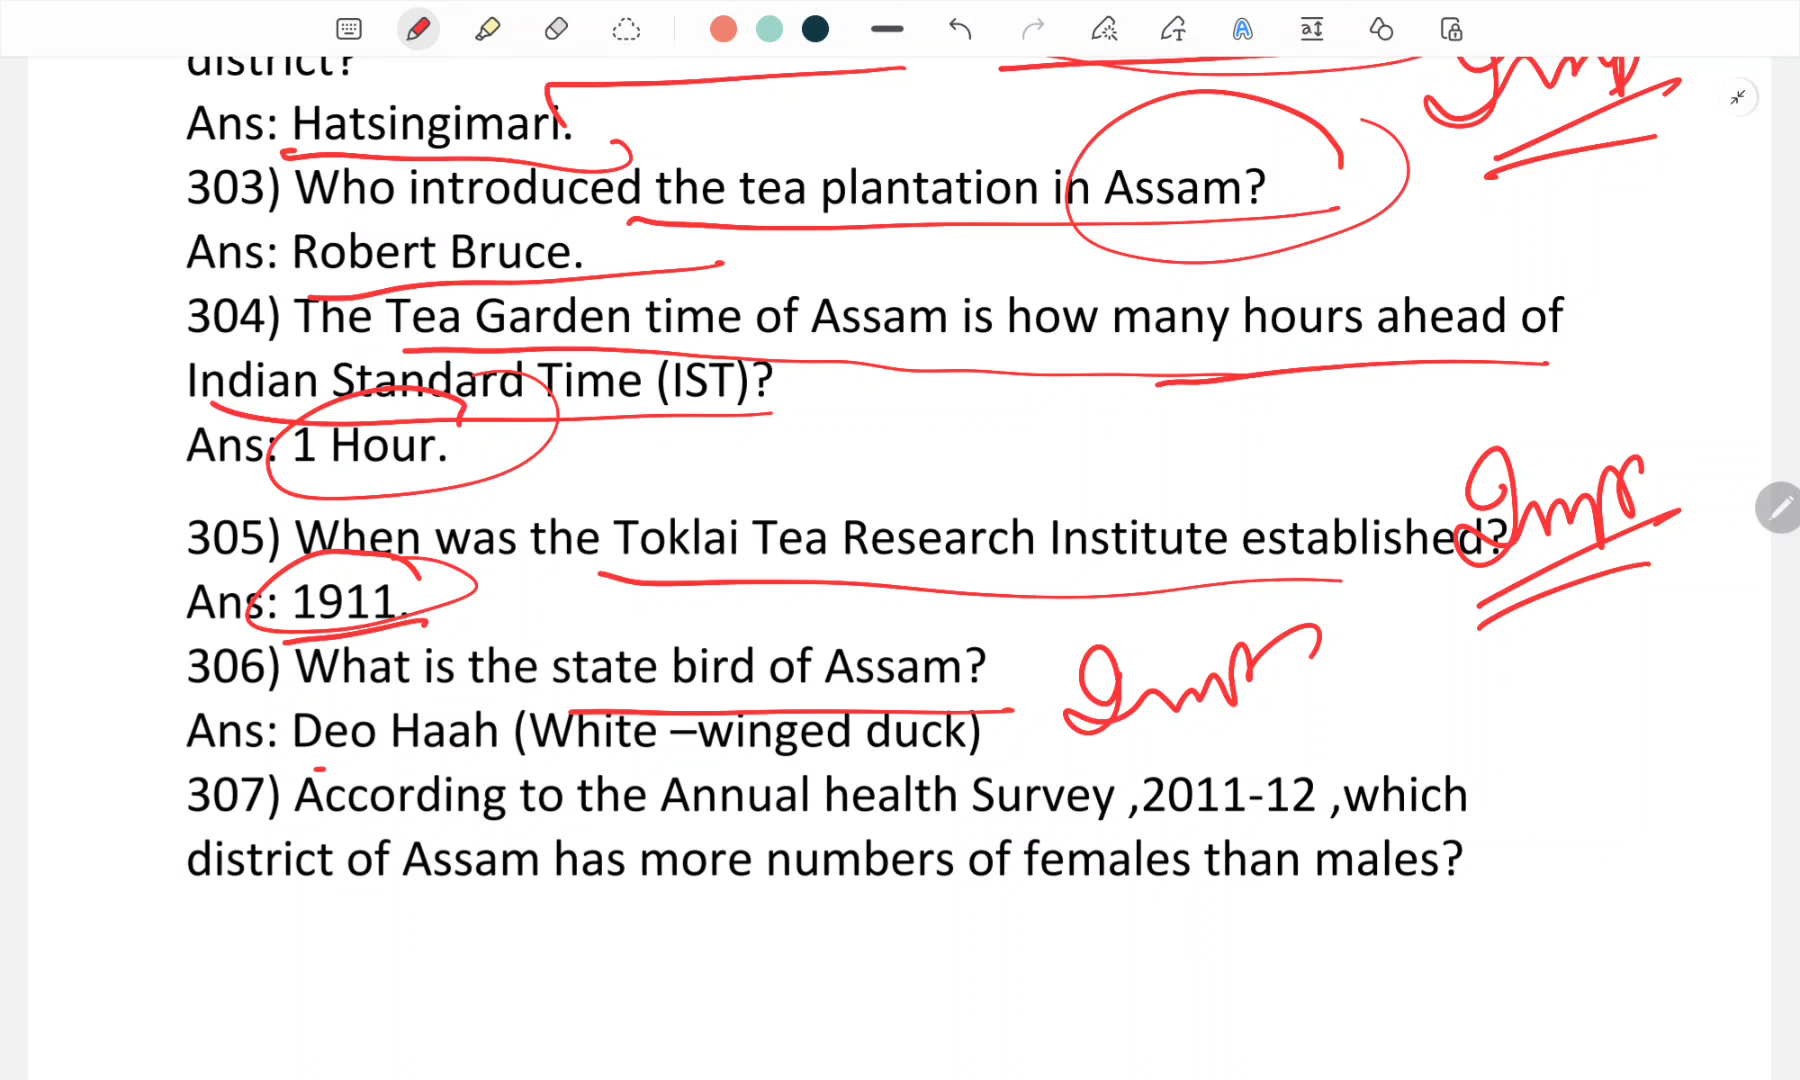 district?
Ans: Hatsingimari.
Imp
303) Who introduced the tea plantation in Assam?
Ans: Robert Bruce.
304) The Tea Garden time of Assam is how many hours ahead of
Indian Standard Time (IST)?
Ans: 1 Hour.
305) When was the Toklai Tea Research Institute established?
Imp
Ans: 1911.
306) What is the state bird of Assam?
Imp
Ans: Deo Haah (White –winged duck)
307) According to the Annual health Survey ,2011-12 ,which
district of Assam has more numbers of females than males?